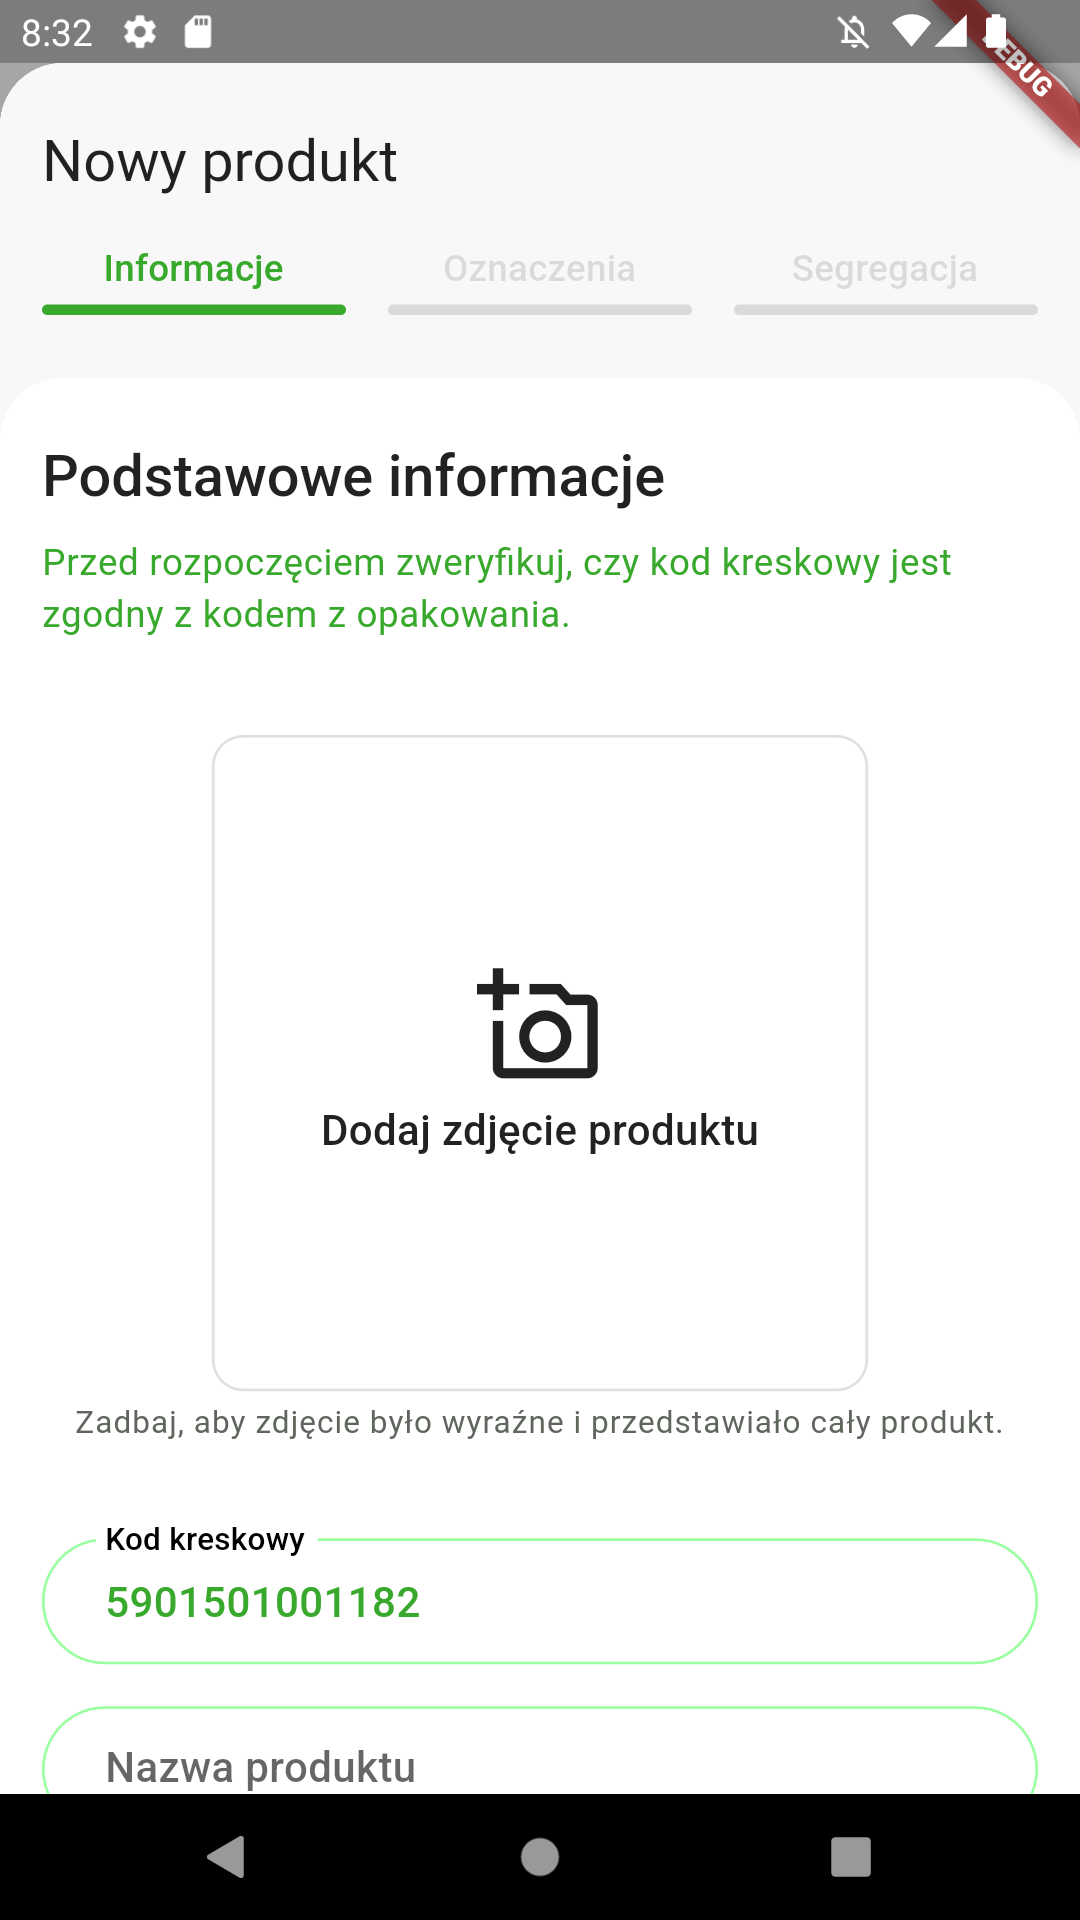 8:32
DEBUG
Nowy produkt
Informacje
Oznaczenia
Segregacja
Podstawowe informacje
Przed rozpoczęciem zweryfikuj, czy kod kreskowy jest
zgodny z kodem z opakowania.
Dodaj zdjęcie produktu
Zadbaj, aby zdjęcie było wyraźne i przedstawiało cały produkt.
Kod kreskowy
5901501001182
Nazwa produktu